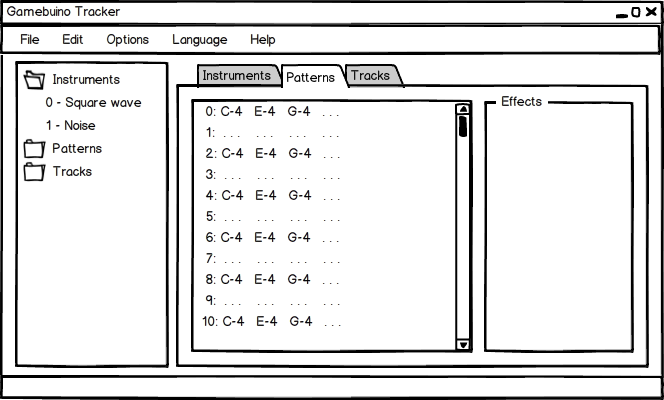 Gamebuino Tracker
File Edit Options Language Help
Instruments
0 - Square wave
1 - Noise
Patterns
Tracks
Instruments Patterns Tracks
0: C-4 E-4 G-4 ...
1: ... ... ... ...
2: C-4 E-4 G-4 ...
3: ... ... ... ...
4: C-4 E-4 G-4 ...
5: ... ... ... ...
6: C-4 E-4 G-4 ...
7: ... ... ... ...
8: C-4 E-4 G-4 ...
9: ... ... ... ...
10: C-4 E-4 G-4 ...
Effects